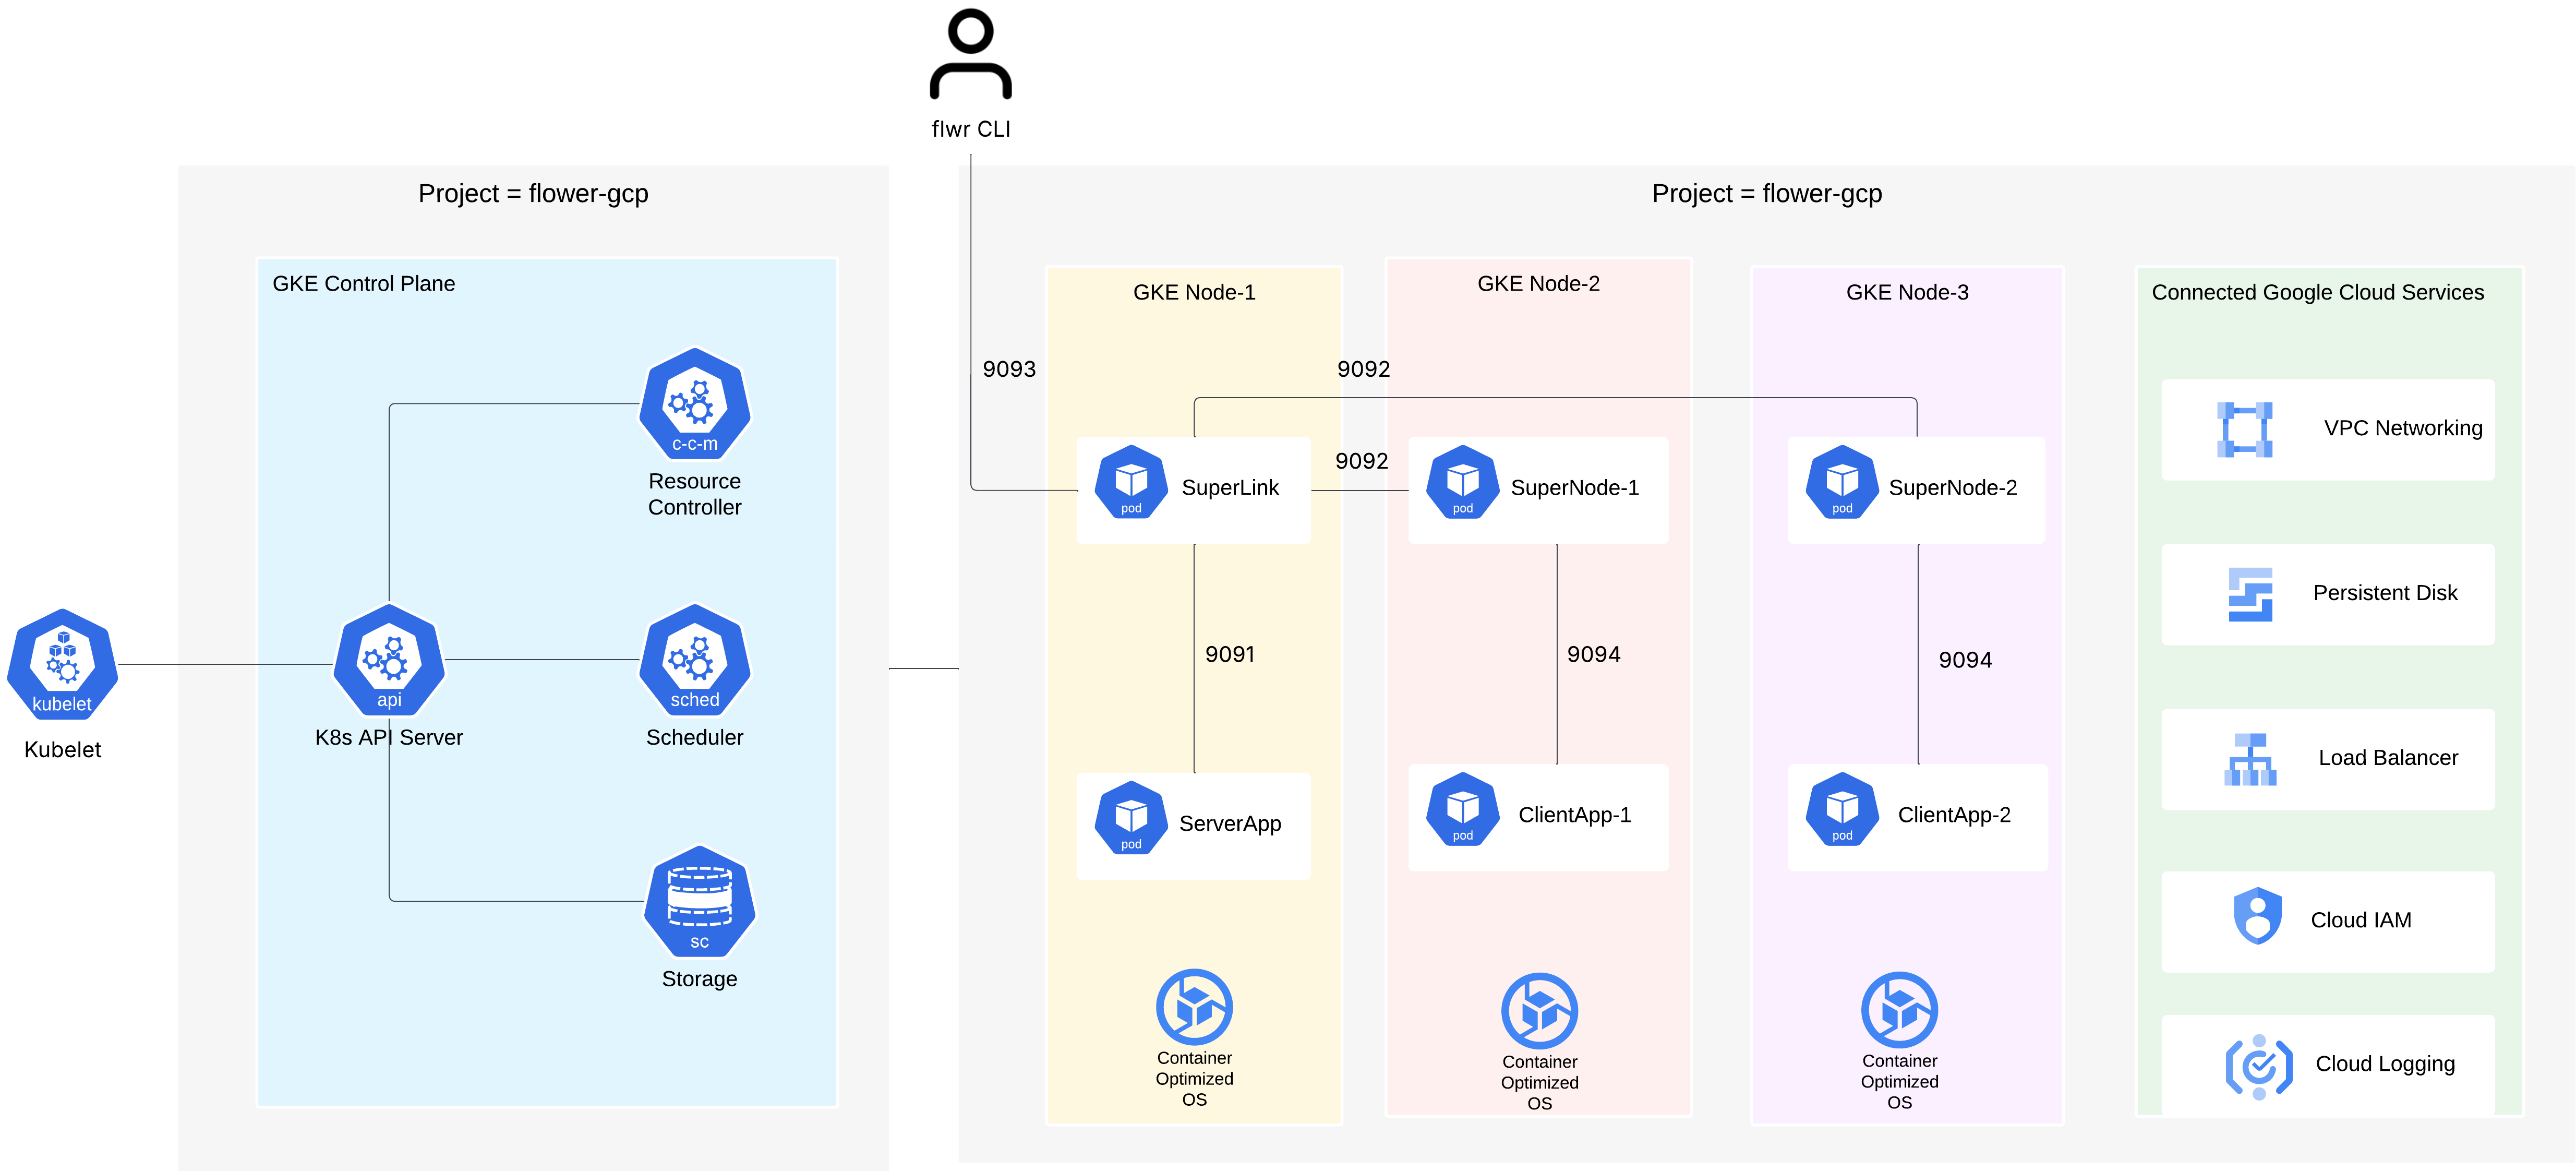 flwr CLI
Project = flower-gcp
GKE Control Plane
c-c-m
Resource
Controller
kubelet
Kubelet
api
K8s API Server
sched
Scheduler
sc
Storage
Project = flower-gcp
9093
9092
9092
GKE Node-1
pod
SuperLink
9091
pod
ServerApp
Container
Optimized
OS
GKE Node-2
pod
SuperNode-1
9094
pod
ClientApp-1
Container
Optimized
OS
GKE Node-3
pod
SuperNode-2
9094
pod
ClientApp-2
Container
Optimized
OS
Connected Google Cloud Services
VPC Networking
Persistent Disk
Load Balancer
Cloud IAM
Cloud Logging